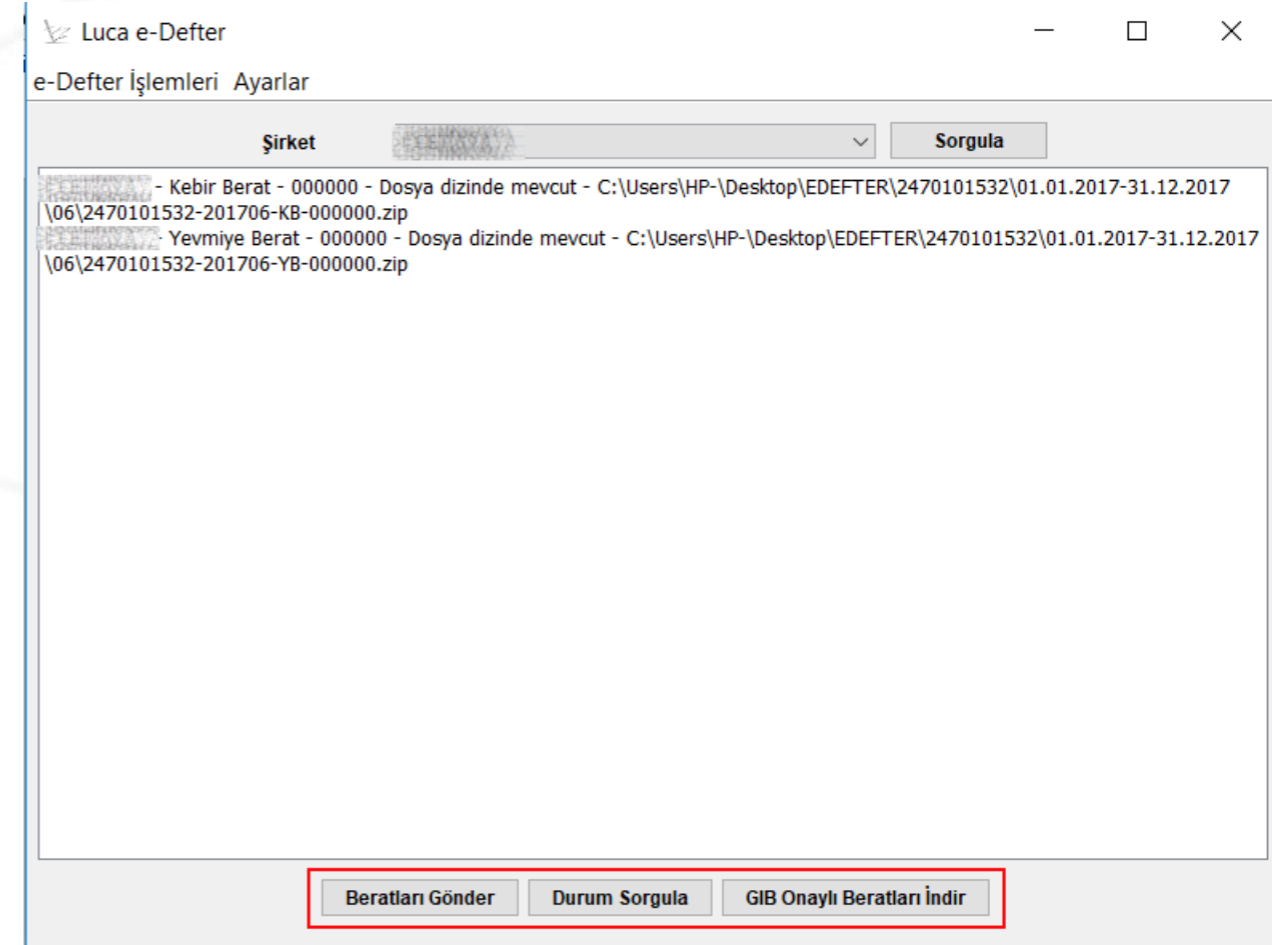 Luca e-Defter
e-Defter İşlemleri Ayarlar
Şirket Sorgula
- Kebir Berat - 000000 - Dosya dizinde mevcut - C:\Users\HP-\Desktop\EDEFTER\2470101532\01.01.2017-31.12.2017
\06\2470101532-201706-KB-000000.zip
- Yevmiye Berat - 000000 - Dosya dizinde mevcut - C:\Users\HP-\Desktop\EDEFTER\2470101532\01.01.2017-31.12.2017
\06\2470101532-201706-YB-000000.zip
Beratları Gönder Durum Sorgula GIB Onaylı Beratları İndir